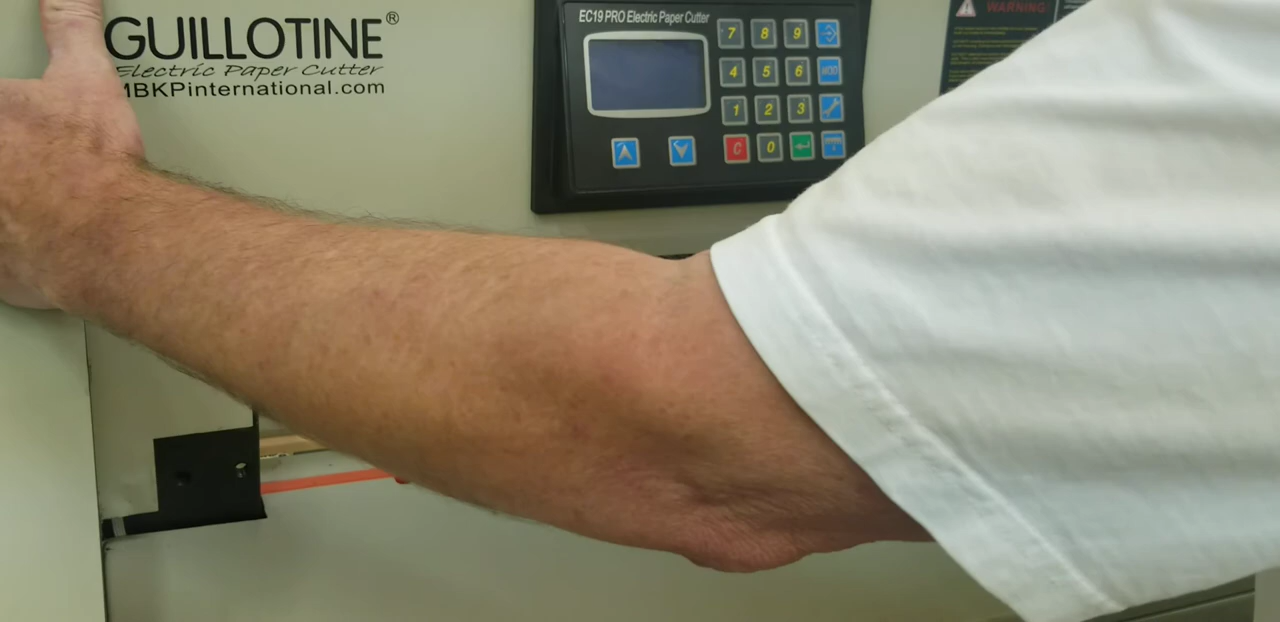 GUILLOTINE®
Electric Paper Cutter
MBKPinternational.com
EC19 PRO Electric Paper Cutter
7 8 9
4 5 6
1 2 3
C 0
WARNING!